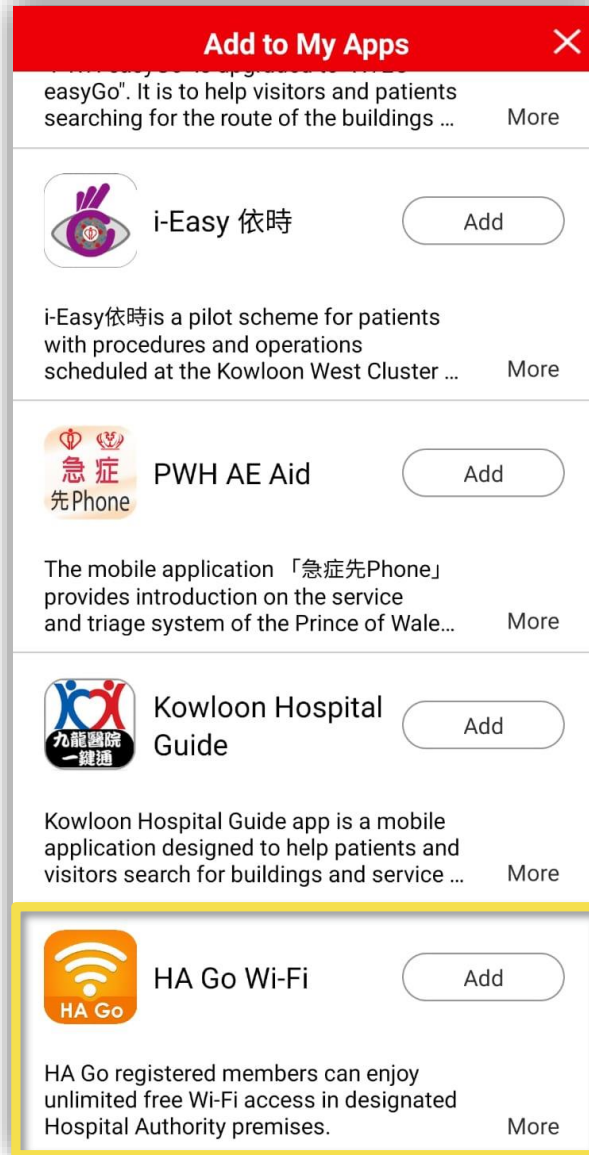 Add to My Apps
easyGo". It is to help visitors and patients
searching for the route of the buildings ... More
i-Easy 依時 Add
i-Easy依時is a pilot scheme for patients
with procedures and operations
scheduled at the Kowloon West Cluster ... More
急症
先Phone
PWH AE Aid Add
The mobile application 「急症先Phone」
provides introduction on the service
and triage system of the Prince of Wale... More
九龍醫院
一鍵通
Kowloon Hospital
Guide Add
Kowloon Hospital Guide app is a mobile
application designed to help patients and
visitors search for buildings and service ... More
HA Go
HA Go Wi-Fi Add
HA Go registered members can enjoy
unlimited free Wi-Fi access in designated
Hospital Authority premises. More